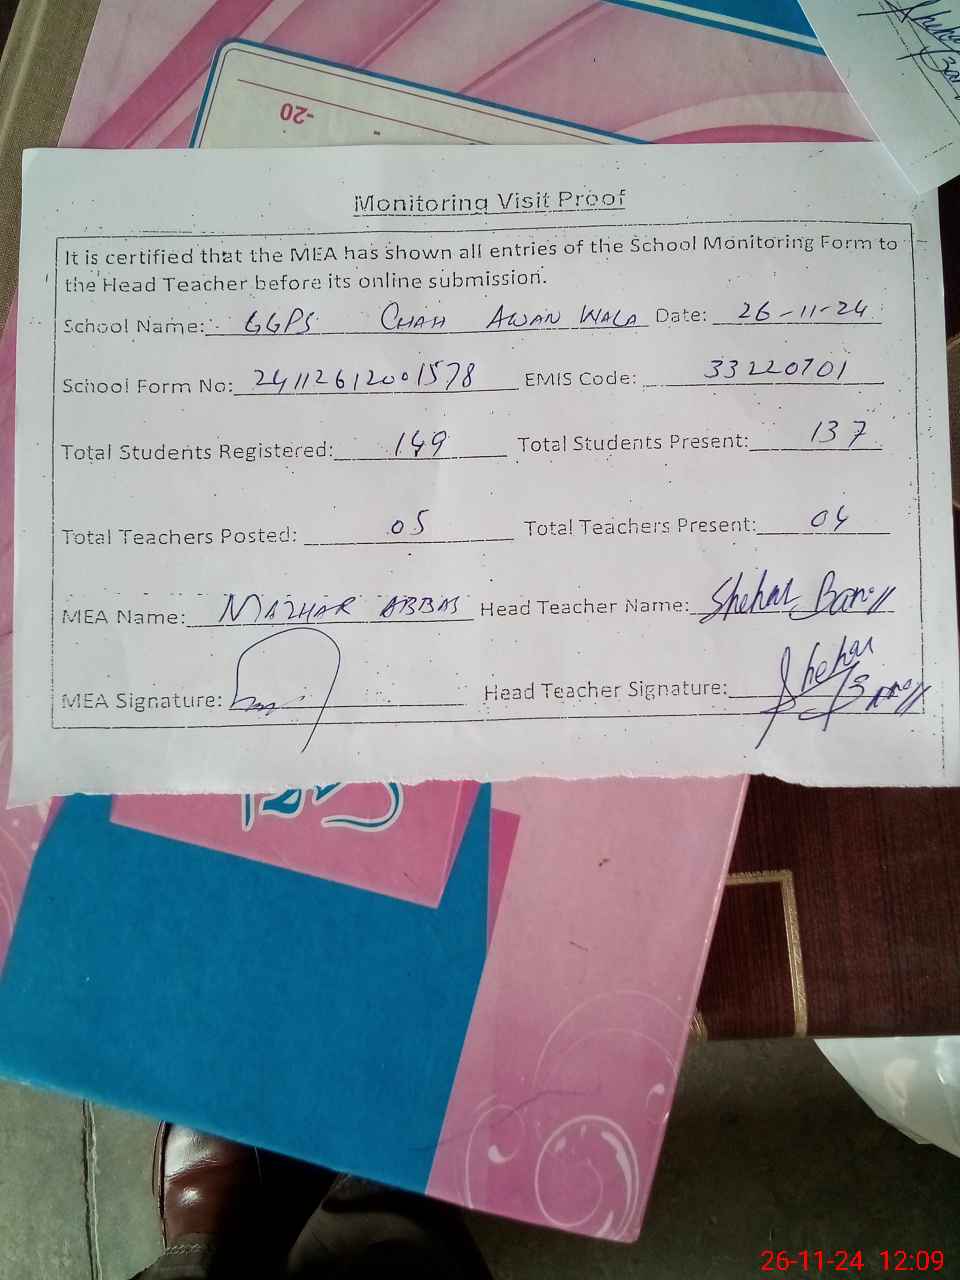 -20
Shehar
Monitoring Visit Proof
It is certified that the MEA has shown all entries of the School Monitoring Form to
the Head Teacher before its online submission.
School Name: GGPS CHAH AWAN WALA Date: 26-11-24
School Form No: 24112612001578 EMIS Code: 33220701
Total Students Registered: 149 Total Students Present: 137
Total Teachers Posted: 05 Total Teachers Present: 04
MEA Name: MAZHAR ABBAS Head Teacher Name: Shehar
MEA Signature: Head Teacher Signature: Shehar
26-11-24 12:09